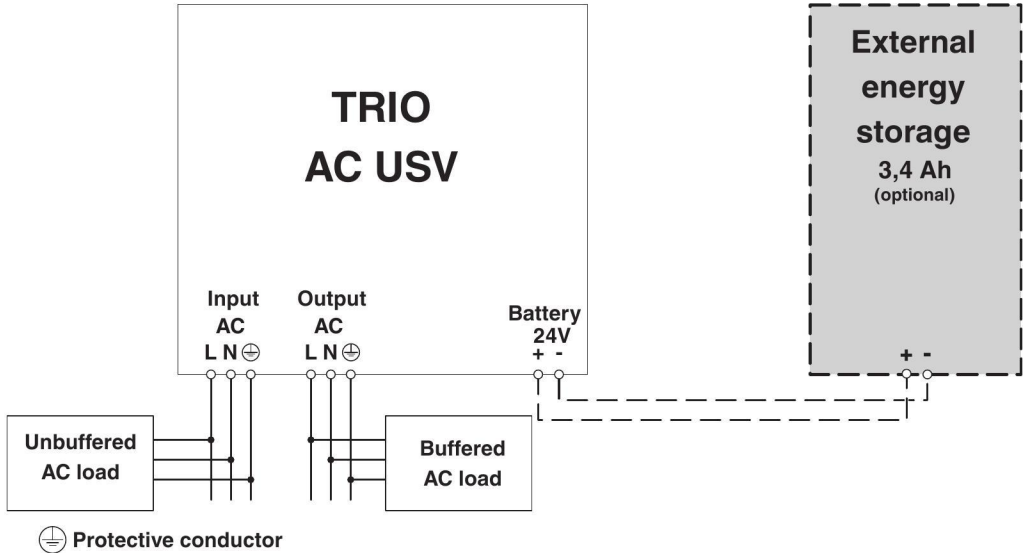 TRIO
AC USV
External
energy
storage
3,4 Ah
(optional)
Input
AC
L N
Output
AC
L N
Battery
24V
+ -
+ -
Unbuffered
AC load
Buffered
AC load
Protective conductor